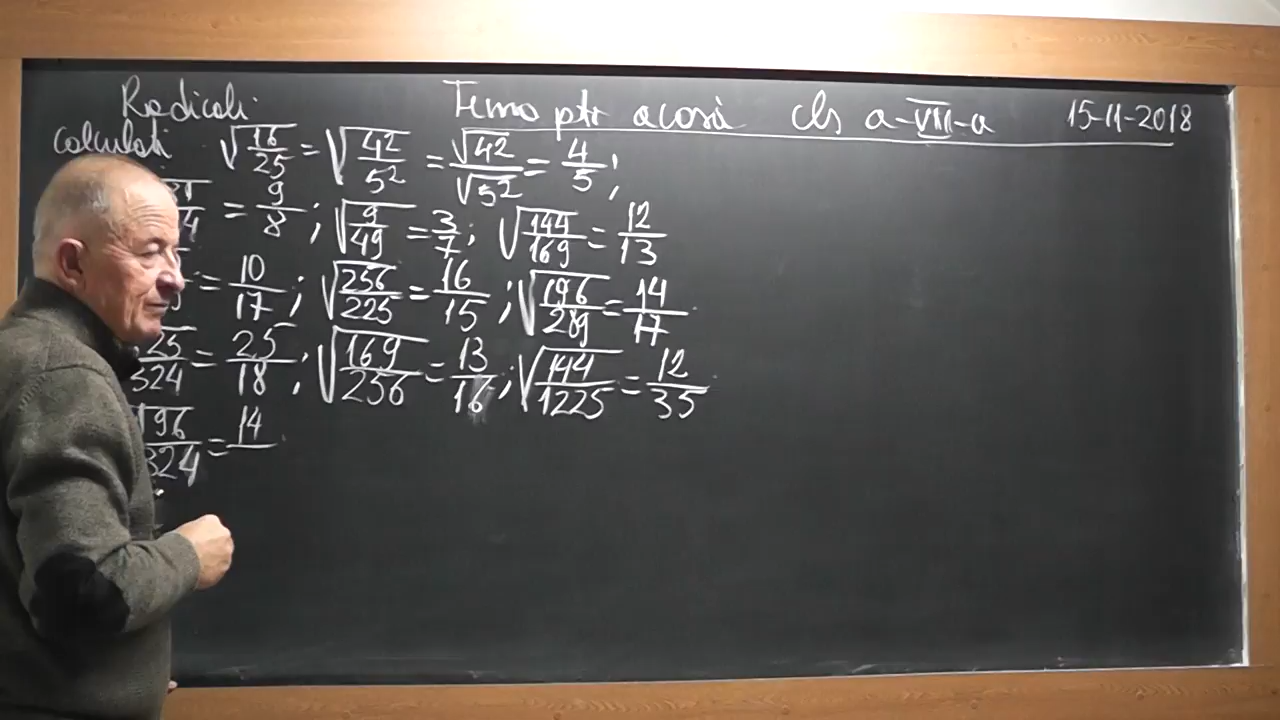 Radicali Tema ptr acasă cls a-VIII-a 15-11-2018
calculati √16/25 = √4²/5² = √4²/√5² = 4/5 ;
= 9/8 ; √9/49 = 3/7 ; √144/169 = 12/13
= 10/17 ; √256/225 = 16/15 ; √196/289 = 14/17
25/324 = 25/18 ; √169/256 = 13/16 ; √144/1225 = 12/35
196/324 = 14/